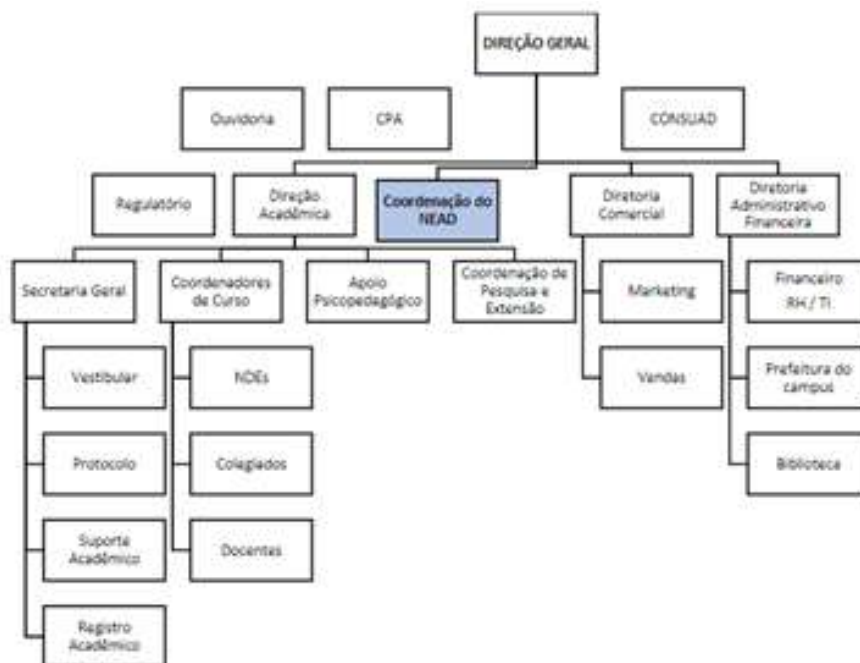 DIREÇÃO GERAL
Ouvidoria
CPA
CONSUAD
Regulatório
Direção
Acadêmica
Coordenação do
NEAD
Diretoria
Comercial
Diretoria
Administrativo
Financeira
Secretaria Geral
Coordenadores
de Curso
Apoio
Psicopedagógico
Coordenação de
Pesquisa e
Extensão
Marketing
Financeiro
RH / TI
Vestibular
NDEs
Vendas
Prefeitura do
campus
Protocolo
Colegiados
Biblioteca
Suporte
Acadêmico
Docentes
Registro
Acadêmico